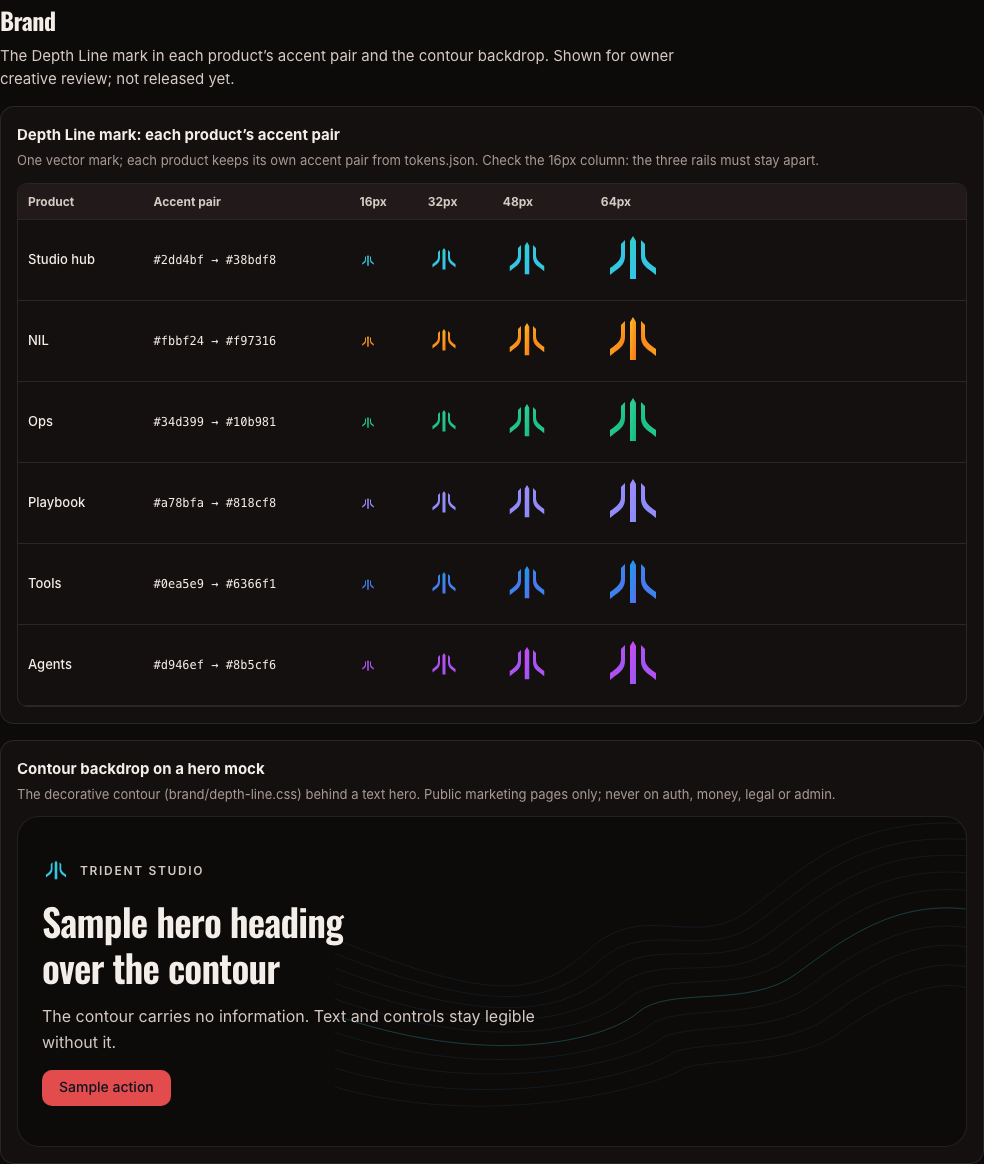 Brand
The Depth Line mark in each product’s accent pair and the contour backdrop. Shown for owner
creative review; not released yet.
Depth Line mark: each product’s accent pair
One vector mark; each product keeps its own accent pair from tokens.json. Check the 16px column: the three rails must stay apart.
Product Accent pair 16px 32px 48px 64px
Studio hub #2dd4bf → #38bdf8
NIL #fbbf24 → #f97316
Ops #34d399 → #10b981
Playbook #a78bfa → #818cf8
Tools #0ea5e9 → #6366f1
Agents #d946ef → #8b5cf6
Contour backdrop on a hero mock
The decorative contour (brand/depth-line.css) behind a text hero. Public marketing pages only; never on auth, money, legal or admin.
TRIDENT STUDIO
Sample hero heading
over the contour
The contour carries no information. Text and controls stay legible
without it.
Sample action